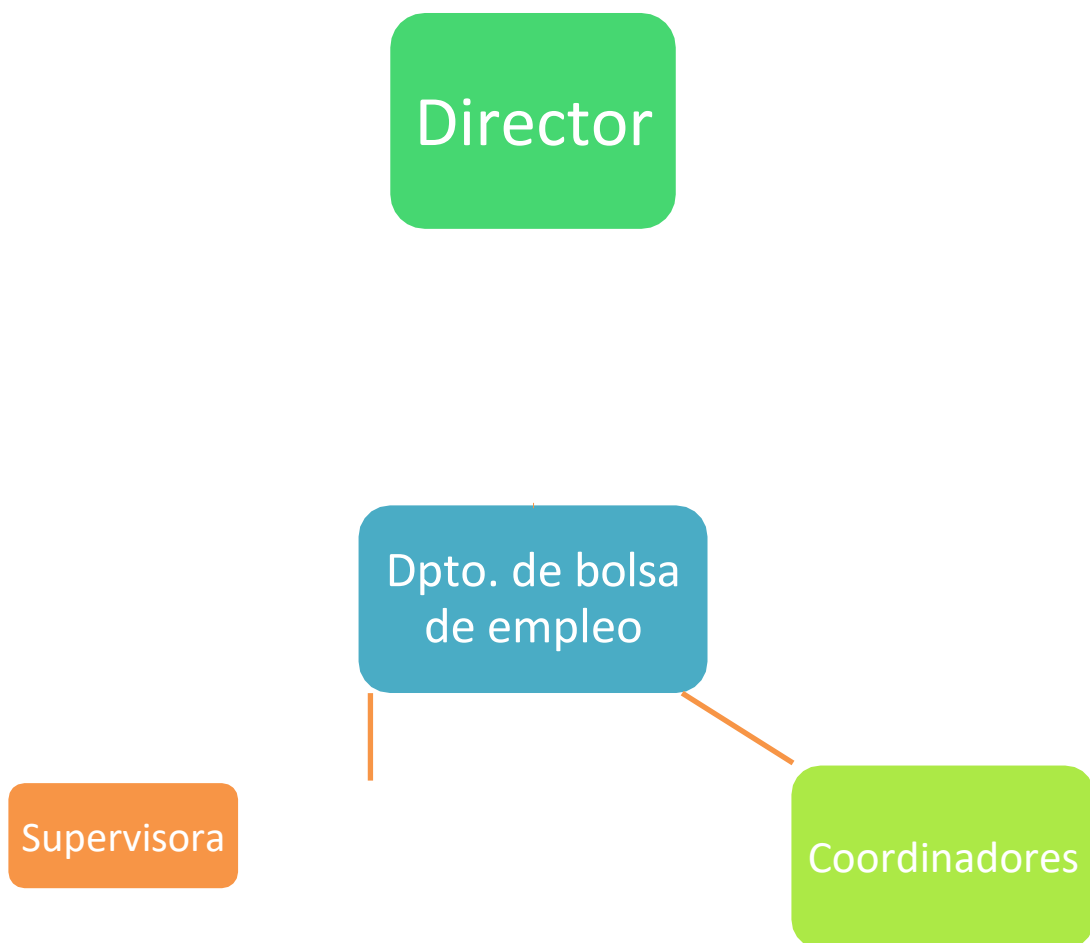 Director
Dpto. de bolsa
de empleo
Supervisora
Coordinadores